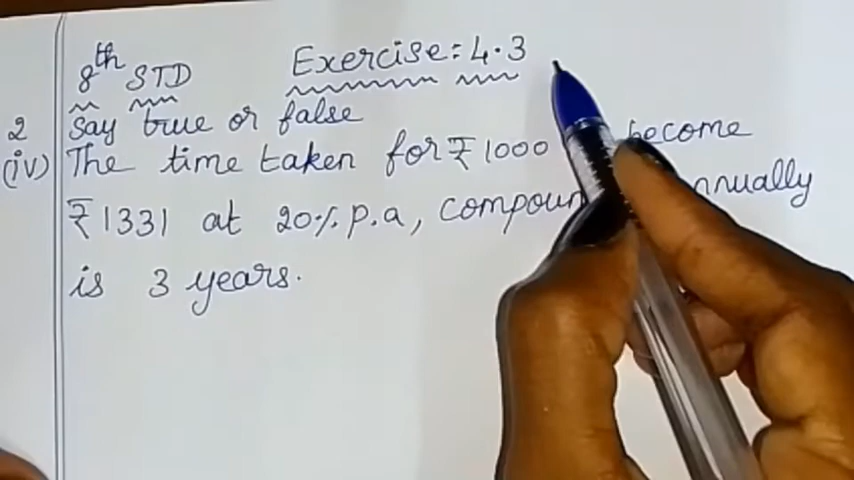 8th STD Exercise: 4.3
2 Say true or false
(iv) The time taken for ₹1000 become
₹1331 at 20% p.a, compoun nnually
is 3 years.